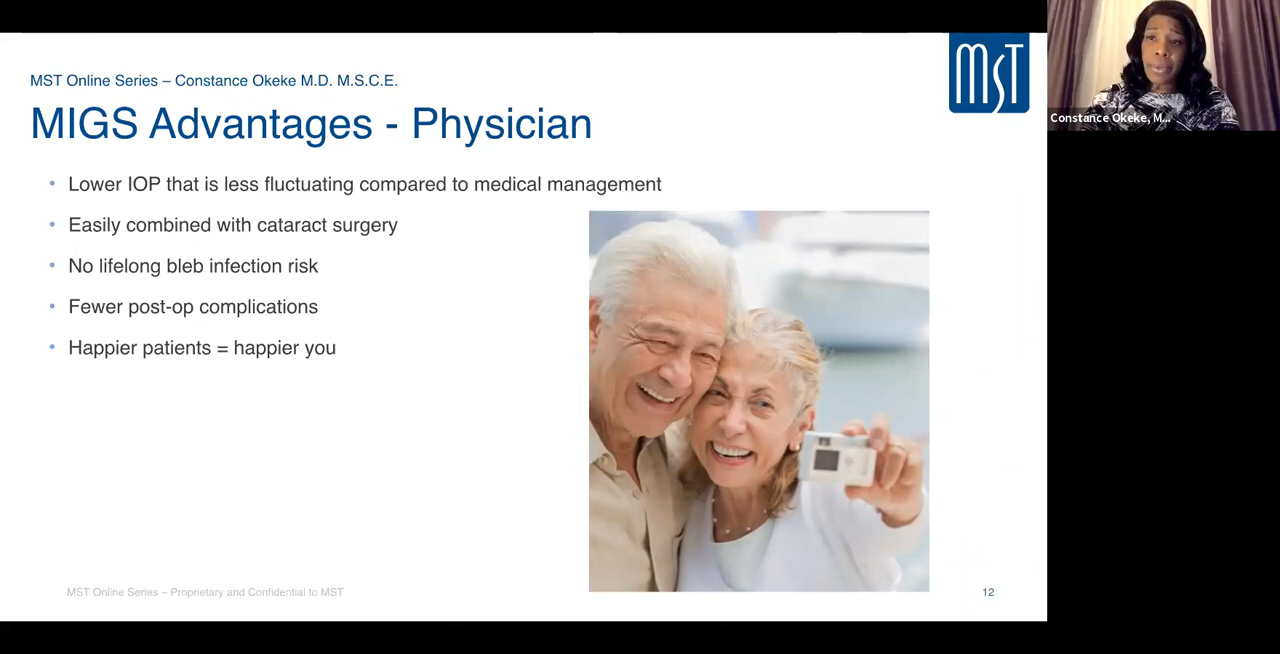 MST Online Series – Constance Okeke M.D. M.S.C.E.
MIGS Advantages - Physician
MST
Constance Okeke, M...
• Lower IOP that is less fluctuating compared to medical management
• Easily combined with cataract surgery
• No lifelong bleb infection risk
• Fewer post-op complications
• Happier patients = happier you
MST Online Series – Proprietary and Confidential to MST
12